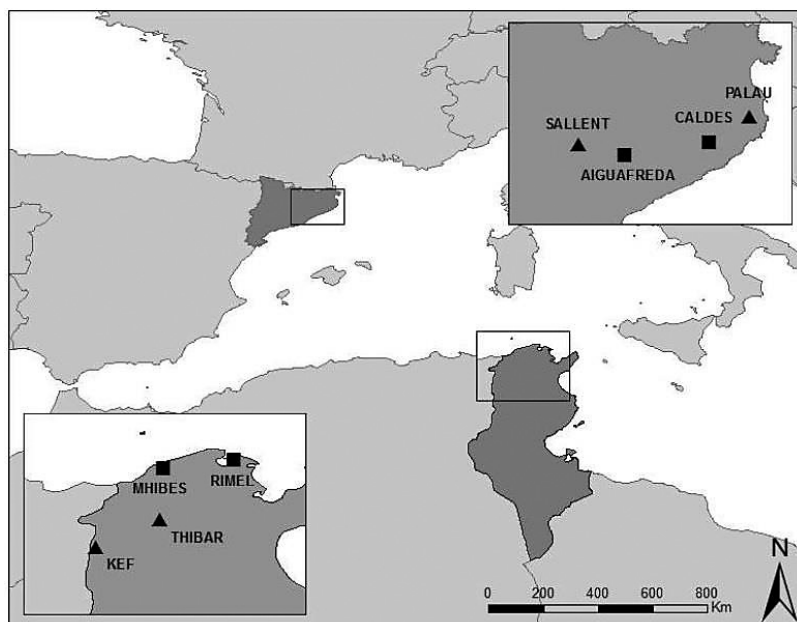 PALAU
CALDES
SALLENT
AIGUAFREDA
MHIBES
RIMEL
THIBAR
KEF
N
0 200 400 600 800
Km